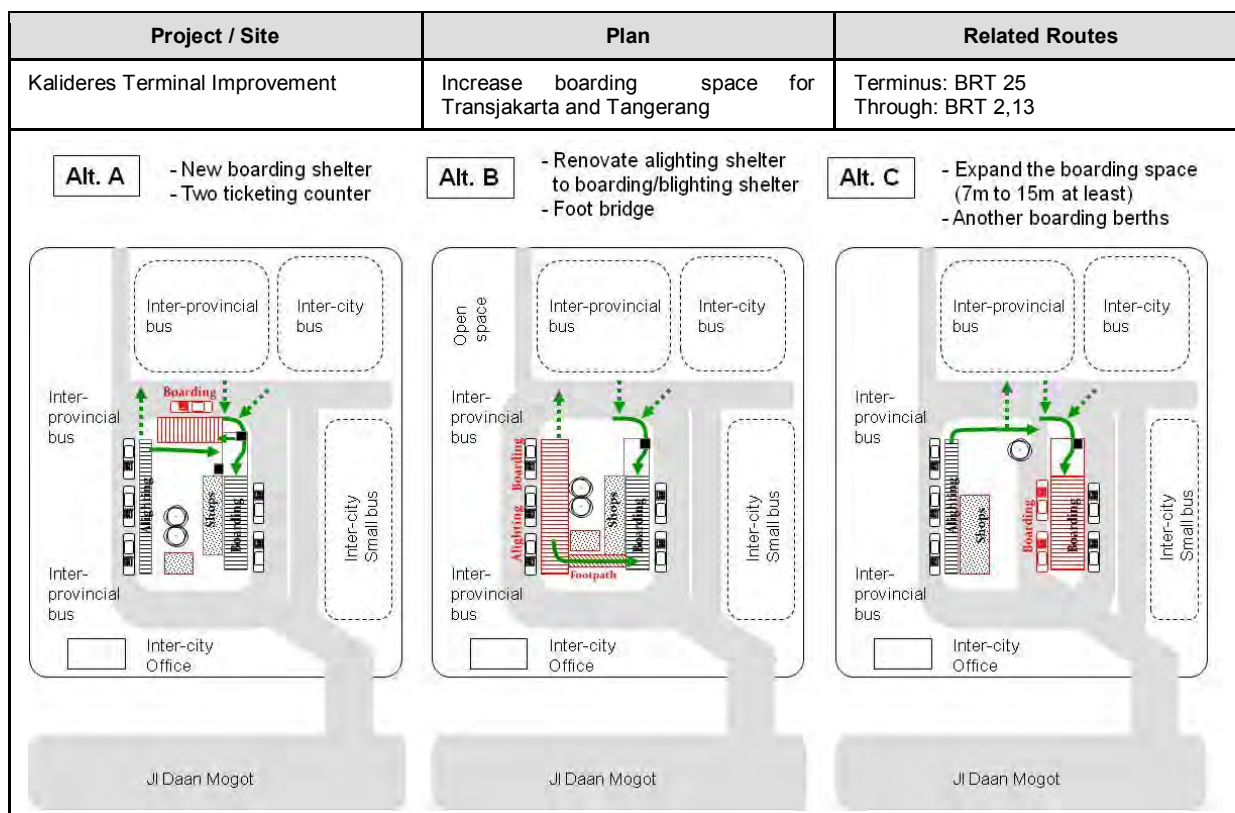 Project / Site
Plan
Related Routes
Kalideres Terminal Improvement
Increase boarding space for
Transjakarta and Tangerang
Terminus: BRT 25
Through: BRT 2,13
Alt. A
- New boarding shelter
- Two ticketing counter
Inter-provincial
bus
Inter-city
bus
Inter-
provincial
bus
Boarding
Alighting
Shops
Boarding
Inter-city
Small bus
Inter-
provincial
bus
Inter-city
Office
Jl Daan Mogot
Alt. B
- Renovate alighting shelter
to boarding/blighting shelter
- Foot bridge
Open
space
Inter-provincial
bus
Inter-city
bus
Inter-
provincial
bus
Boarding
Alighting
Shops
Boarding
Footpath
Inter-city
Small bus
Inter-
provincial
bus
Inter-city
Office
Jl Daan Mogot
Alt. C
- Expand the boarding space
(7m to 15m at least)
- Another boarding berths
Inter-provincial
bus
Inter-city
bus
Inter-
provincial
bus
Alighting
Shops
Boarding
Boarding
Inter-city
Small bus
Inter-
provincial
bus
Inter-city
Office
Jl Daan Mogot